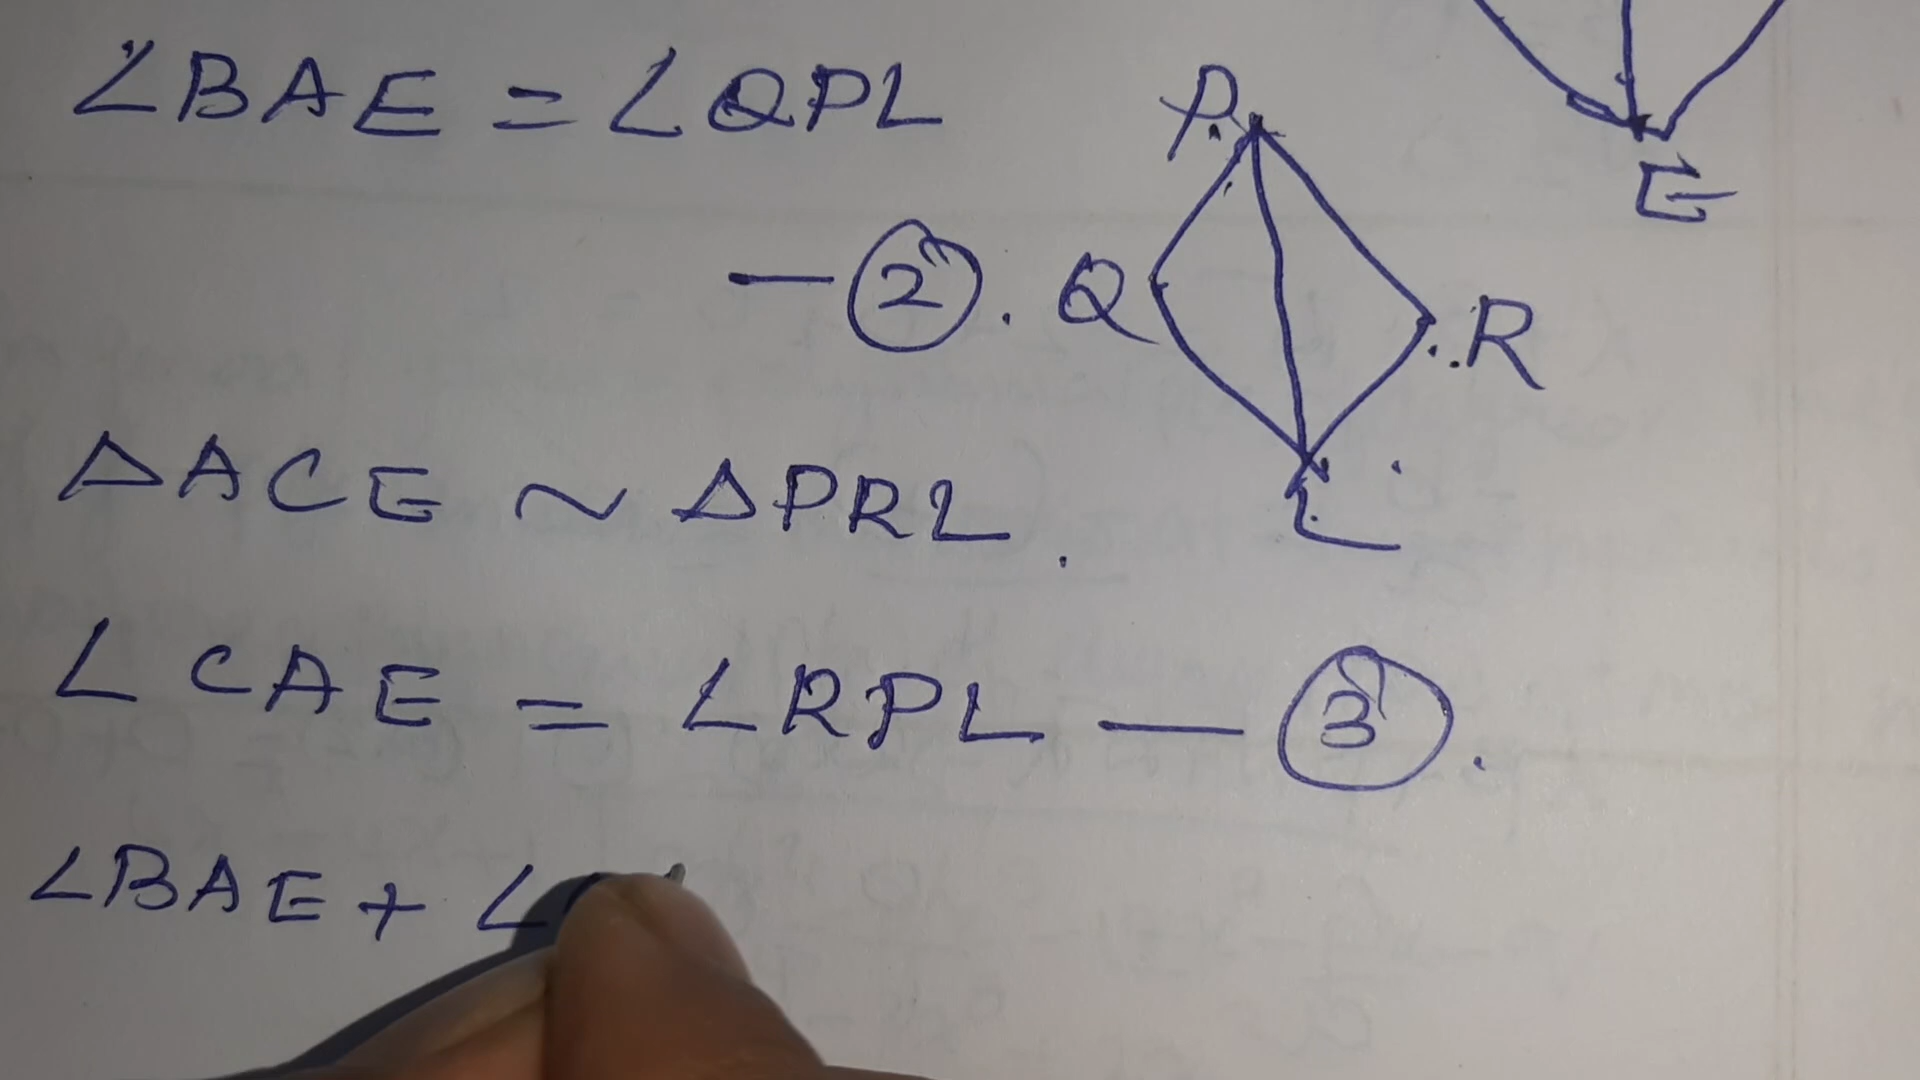 ∠BAE = ∠QPL
— ②.
P
Q
R
L
E
ΔACE ~ ΔPRL.
∠CAE = ∠RPL — ③.
∠BAE + ∠